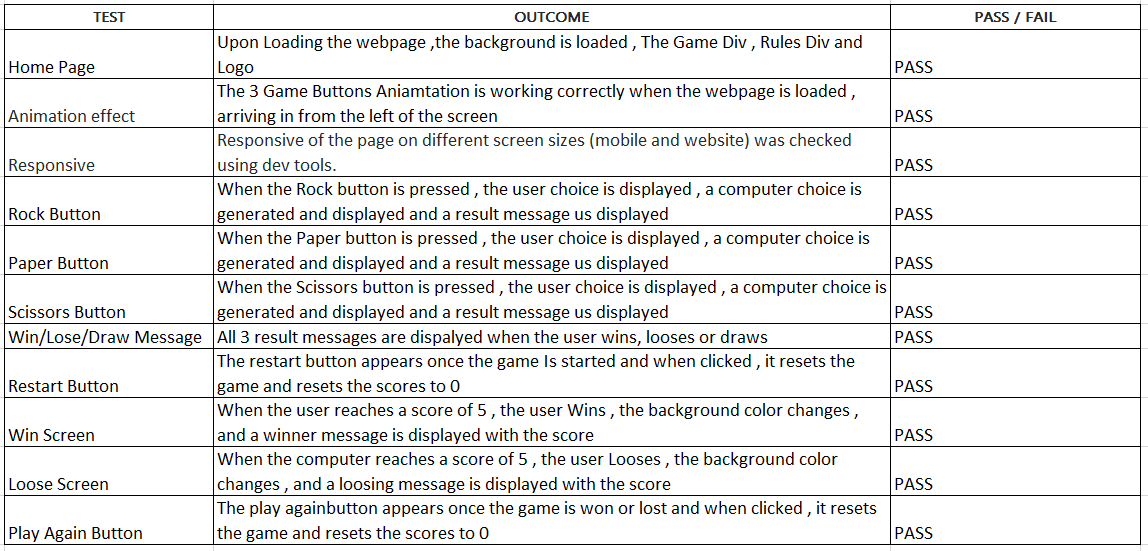 TEST OUTCOME PASS / FAIL
Upon Loading the webpage ,the background is loaded , The Game Div , Rules Div and
Home Page Logo PASS
The 3 Game Buttons Aniamtation is working correctly when the webpage is loaded ,
Animation effect arriving in from the left of the screen PASS
Responsive of the page on different screen sizes (mobile and website) was checked
Responsive using dev tools. PASS
When the Rock button is pressed , the user choice is displayed , a computer choice is
Rock Button generated and displayed and a result message us displayed PASS
When the Paper button is pressed , the user choice is displayed , a computer choice is
Paper Button generated and displayed and a result message us displayed PASS
When the Scissors button is pressed , the user choice is displayed , a computer choice is
Scissors Button generated and displayed and a result message us displayed PASS
Win/Lose/Draw Message All 3 result messages are dispalyed when the user wins, looses or draws PASS
The restart button appears once the game Is started and when clicked , it resets the
Restart Button game and resets the scores to 0 PASS
When the user reaches a score of 5 , the user Wins , the background color changes ,
Win Screen and a winner message is displayed with the score PASS
When the computer reaches a score of 5 , the user Looses , the background color
Loose Screen changes , and a loosing message is displayed with the score PASS
The play againbutton appears once the game is won or lost and when clicked , it resets
Play Again Button the game and resets the scores to 0 PASS